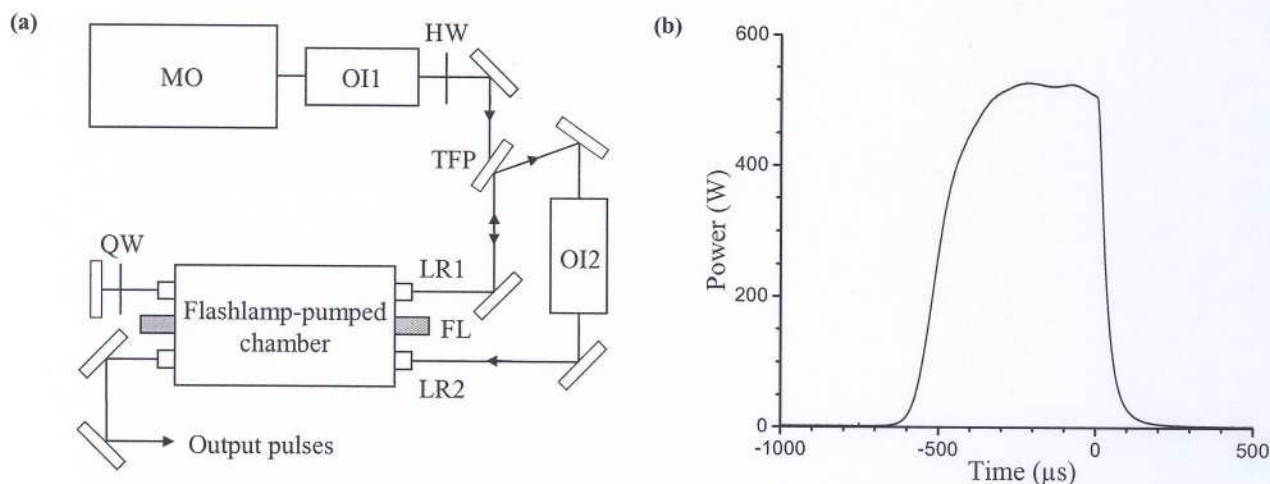 (a)
MO
OI1
HW
TFP
OI2
QW
LR1
Flashlamp-pumped
chamber
FL
LR2
Output pulses
(b)
600
400
200
0
Power (W)
-1000
-500
0
500
Time (µs)